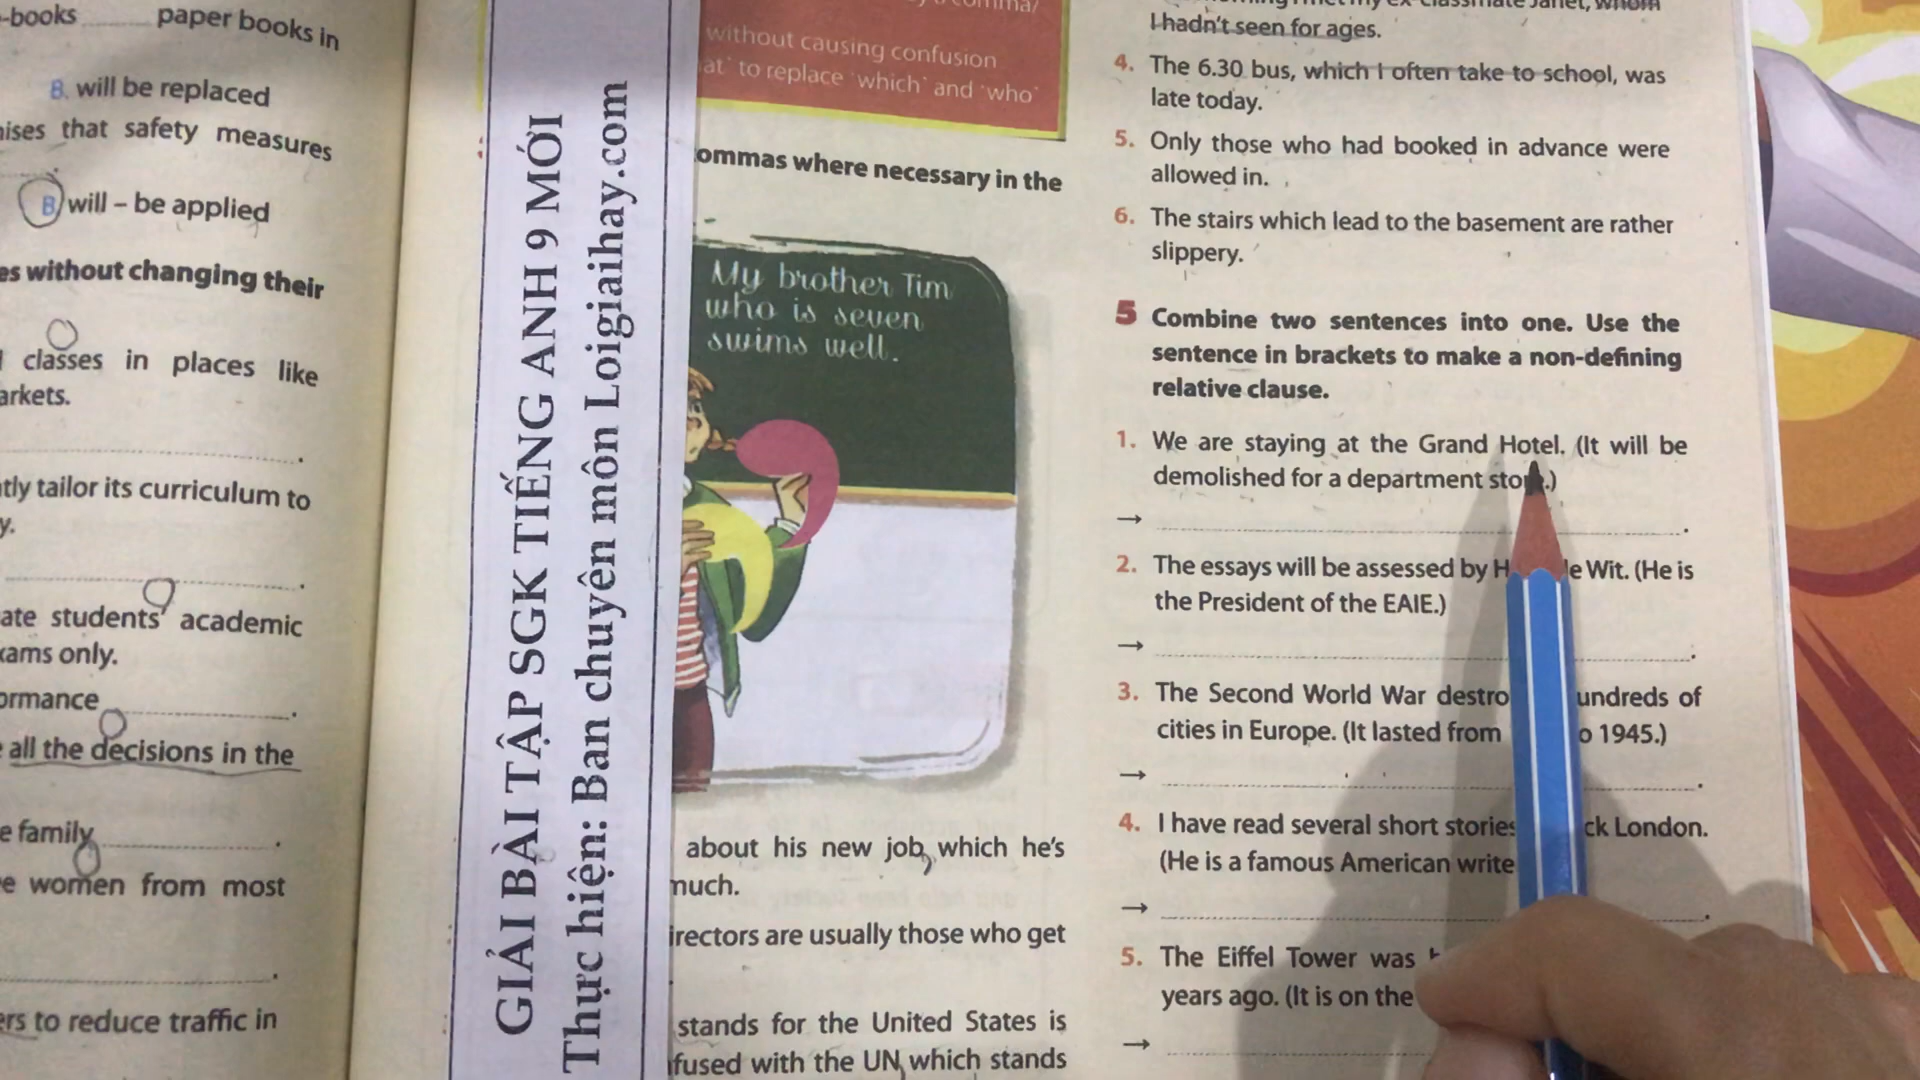 -books ........ paper books in
B. will be replaced
ises that safety measures
B will – be applied
es without changing their
classes in places like
arkets.
tly tailor its curriculum to
y.
ate students' academic
ams only.
ormance
all the decisions in the
e family
e women from most
ers to reduce traffic in
GIẢI BÀI TẬP SGK TIẾNG ANH 9 MỚI
Thực hiện: Ban chuyên môn Loigiaihay.com
without causing confusion
at' to replace 'which' and 'who'
ommas where necessary in the
My brother Tim
who is seven
swims well.
about his new job, which he's
much.
irectors are usually those who get
stands for the United States is
fused with the UN, which stands
I hadn't seen for ages.
4. The 6.30 bus, which I often take to school, was
late today.
5. Only those who had booked in advance were
allowed in.
6. The stairs which lead to the basement are rather
slippery.
5 Combine two sentences into one. Use the
sentence in brackets to make a non-defining
relative clause.
1. We are staying at the Grand Hotel. (It will be
demolished for a department sto .)
→
2. The essays will be assessed by H e Wit. (He is
the President of the EAIE.)
→
3. The Second World War destro undreds of
cities in Europe. (It lasted from o 1945.)
→
4. I have read several short stories ck London.
(He is a famous American write
→
5. The Eiffel Tower was
years ago. (It is on the
→